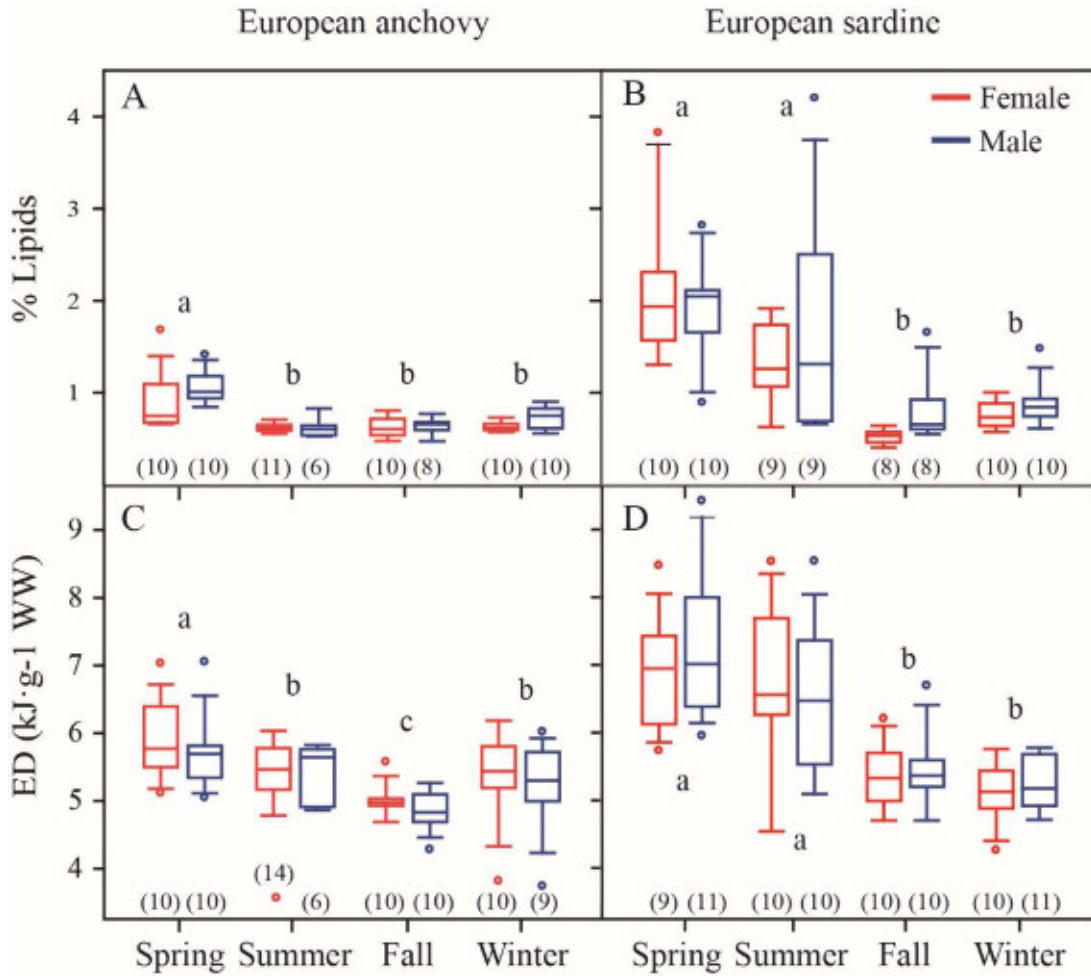 European anchovy European sardine
A B
Female
Male
% Lipids
4
3
2
1
a
b b b
a a
b b
(10) (10) (11) (6) (10) (8) (10) (10)
(10) (10) (9) (9) (8) (8) (10) (10)
C D
ED (kJ·g-1 WW)
9
8
7
6
5
4
a
b
c
b
a
a
b
b
(10) (10) (14) (6) (10) (10) (10) (9)
(9) (11) (10) (10) (10) (10) (10) (11)
Spring Summer Fall Winter Spring Summer Fall Winter